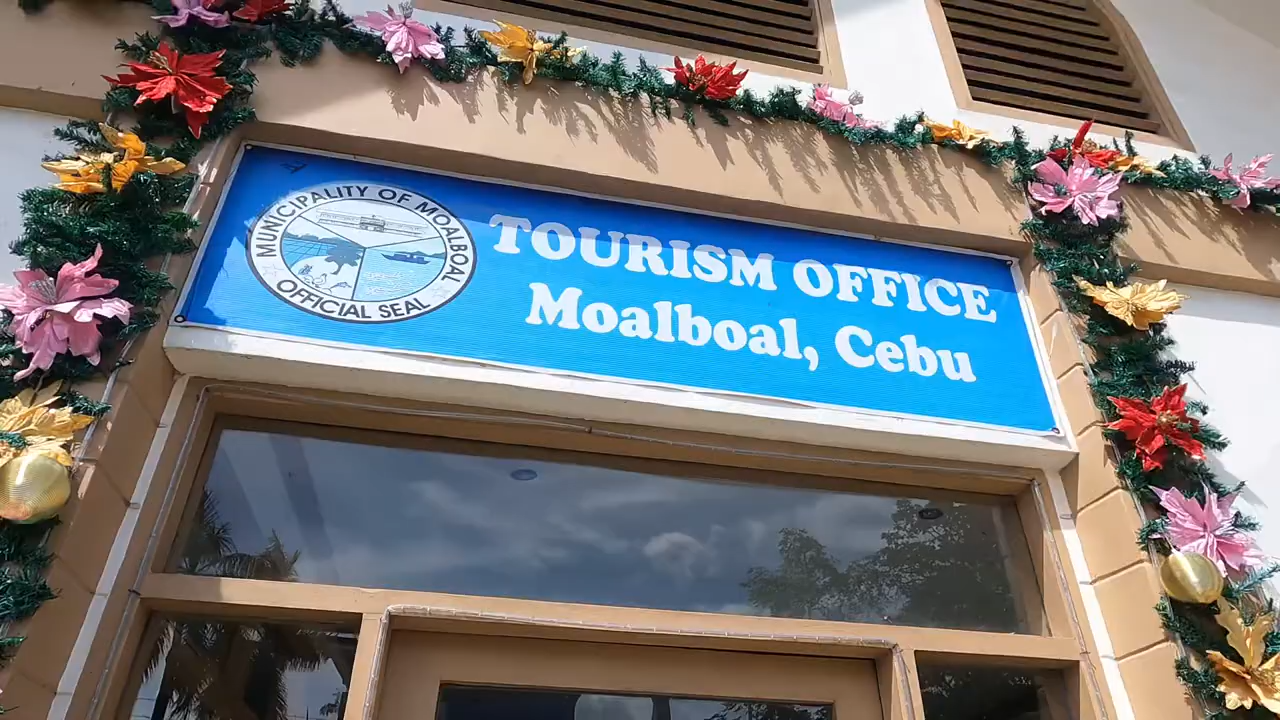 MUNICIPALITY OF MOALBOAL
OFFICIAL SEAL
TOURISM OFFICE
Moalboal, Cebu